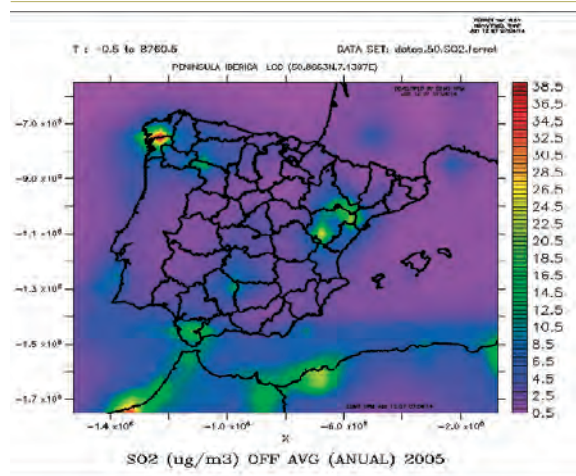 T : -0.5 to 8760.5
DATA SET: datos.50.SO2.ferret
PENINSULA IBERICA LCC (50.8663N,7.1387E)
38.5
36.5
34.5
32.5
30.5
28.5
26.5
24.5
22.5
20.5
18.5
16.5
14.5
12.5
10.5
8.5
6.5
4.5
2.5
0.5
-7.0 x10⁵
-9.0 x10⁵
-1.1 x10⁶
-1.3 x10⁶
-1.5 x10⁶
-1.7 x10⁶
-1.4 x10⁶
-1.0 x10⁶
-6.0 x10⁵
-2.0 x10⁵
X
SO2 (ug/m3) OFF AVG (ANUAL) 2005